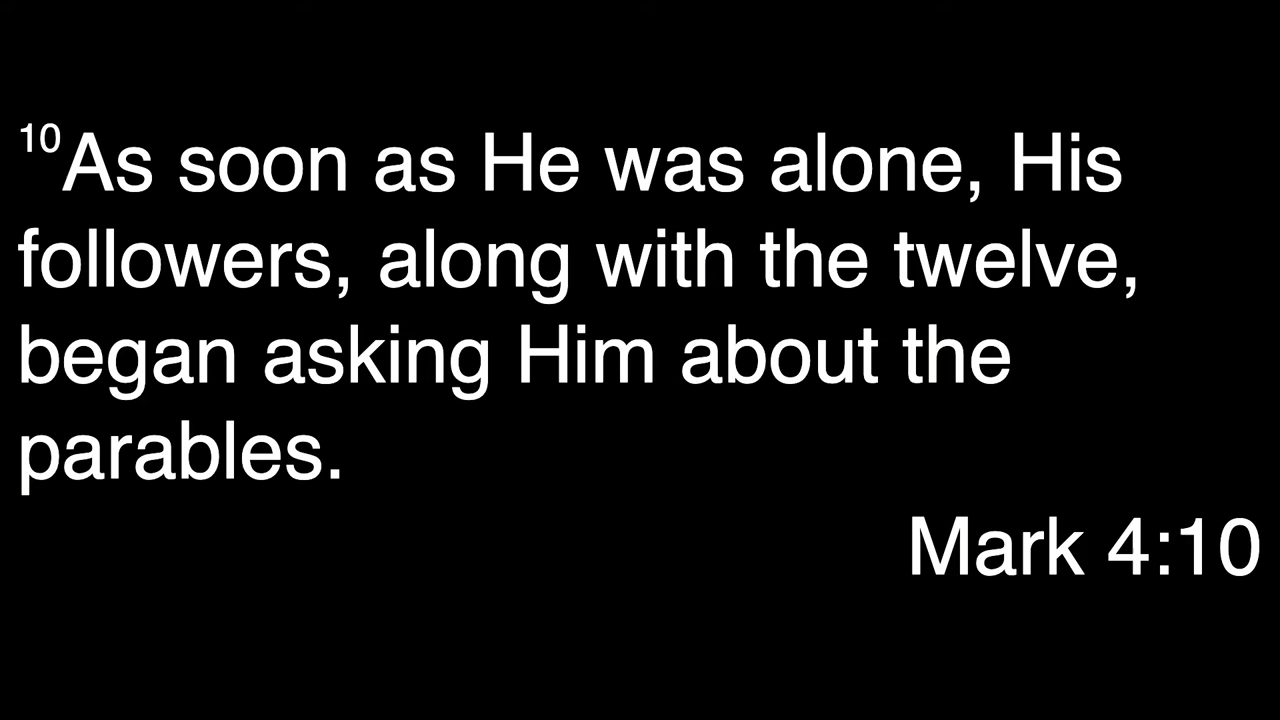 10As soon as He was alone, His
followers, along with the twelve,
began asking Him about the
parables.
Mark 4:10